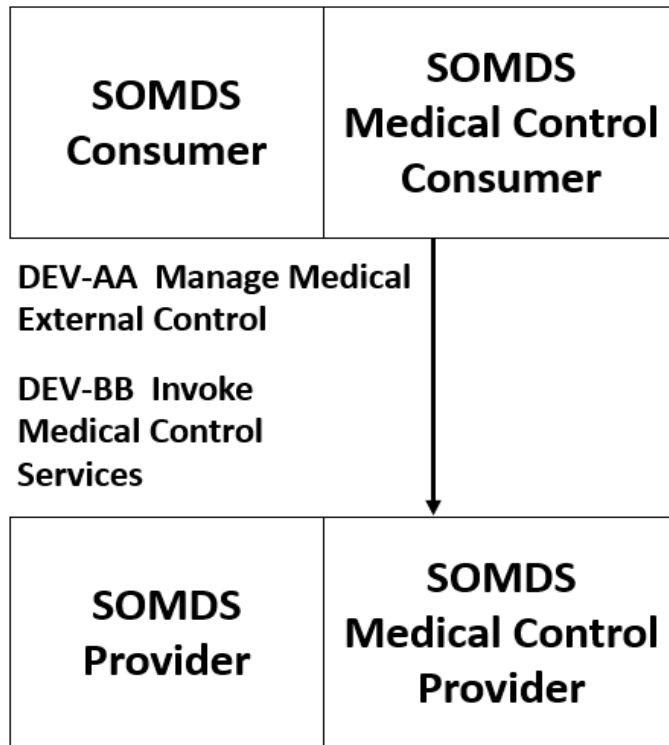 SOMDS
Consumer
SOMDS
Medical Control
Consumer
DEV-AA  Manage Medical
External Control
DEV-BB  Invoke
Medical Control
Services
SOMDS
Provider
SOMDS
Medical Control
Provider